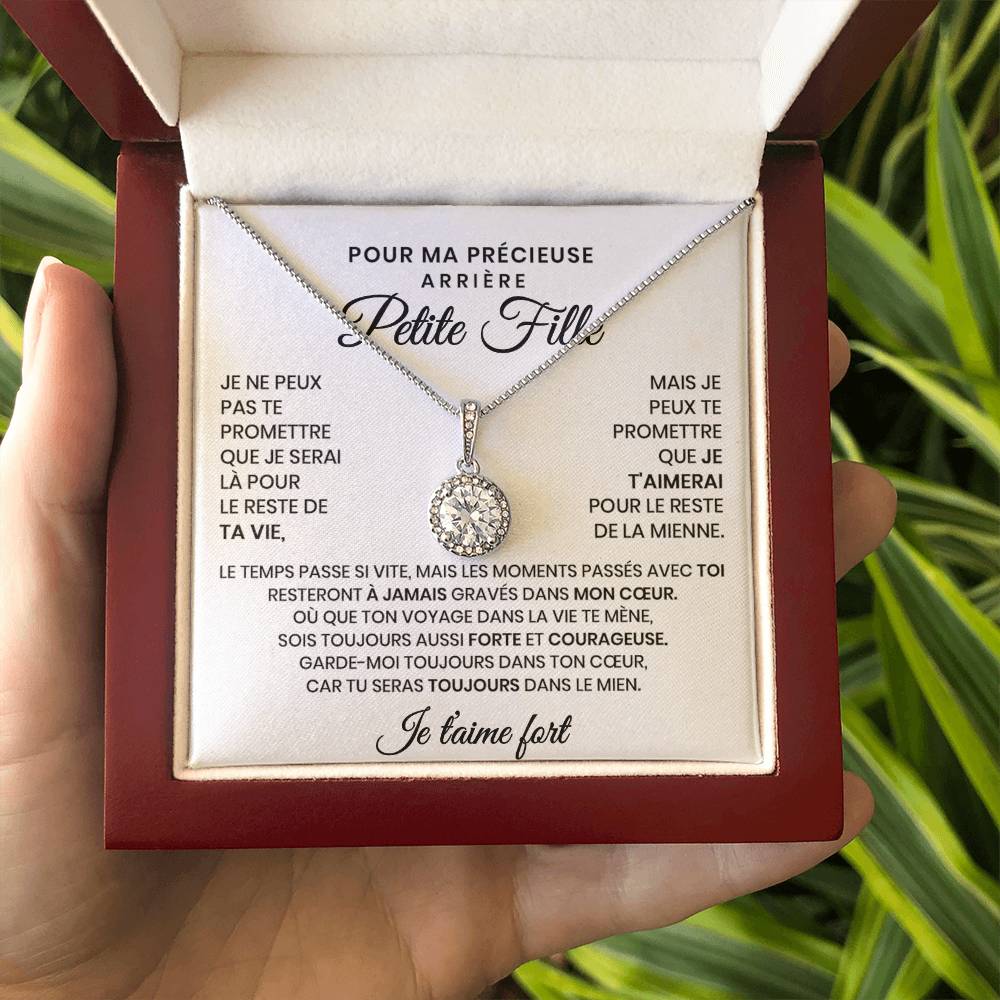 POUR MA PRÉCIEUSE
ARRIÈRE
Petite Fille
JE NE PEUX
PAS TE
PROMETTRE
QUE JE SERAI
LÀ POUR
LE RESTE DE
TA VIE,
MAIS JE
PEUX TE
PROMETTRE
QUE JE
T'AIMERAI
POUR LE RESTE
DE LA MIENNE.
LE TEMPS PASSE SI VITE, MAIS LES MOMENTS PASSÉS AVEC TOI
RESTERONT À JAMAIS GRAVÉS DANS MON CŒUR.
OÙ QUE TON VOYAGE DANS LA VIE TE MÈNE,
SOIS TOUJOURS AUSSI FORTE ET COURAGEUSE.
GARDE-MOI TOUJOURS DANS TON CŒUR,
CAR TU SERAS TOUJOURS DANS LE MIEN.
Je t'aime fort